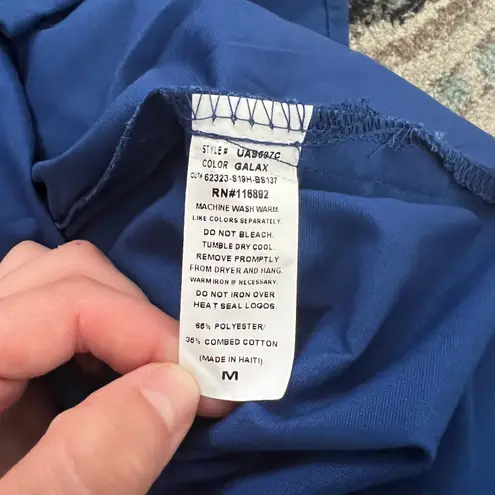 STYLE# UAS697C
COLOR GALAX
CUT# 62323-S19H-BS137
RN#116892
MACHINE WASH WARM.
LIKE COLORS SEPARATELY.
DO NOT BLEACH.
TUMBLE DRY COOL.
REMOVE PROMPTLY
FROM DRYER AND HANG.
WARM IRON IF NECESSARY.
DO NOT IRON OVER
HEAT SEAL LOGOS.
65% POLYESTER/
35% COMBED COTTON
(MADE IN HAITI)
M